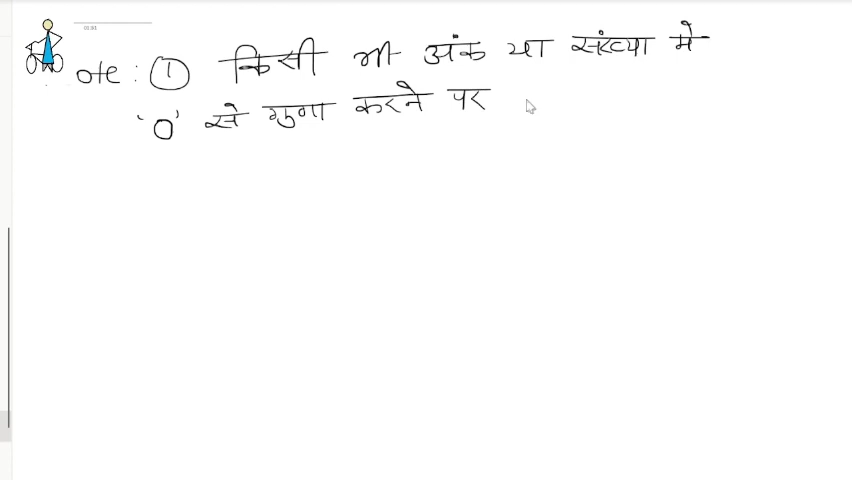 ote : ① किसी भी अंक या संख्या मे
'0' से गुणा करने पर